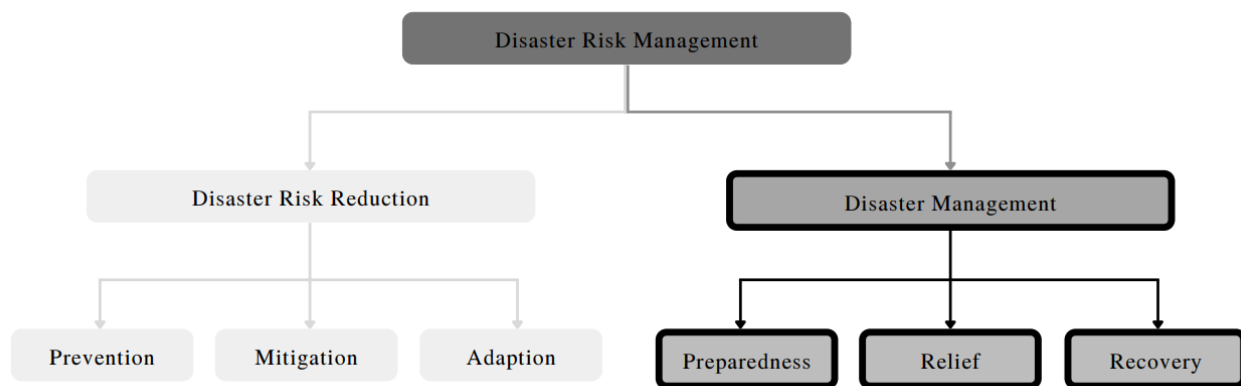 Disaster Risk Management
Disaster Risk Reduction
Disaster Management
Prevention
Mitigation
Adaption
Preparedness
Relief
Recovery